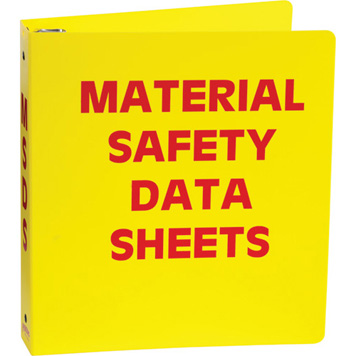 MATERIAL
SAFETY
DATA
SHEETS
MSDS